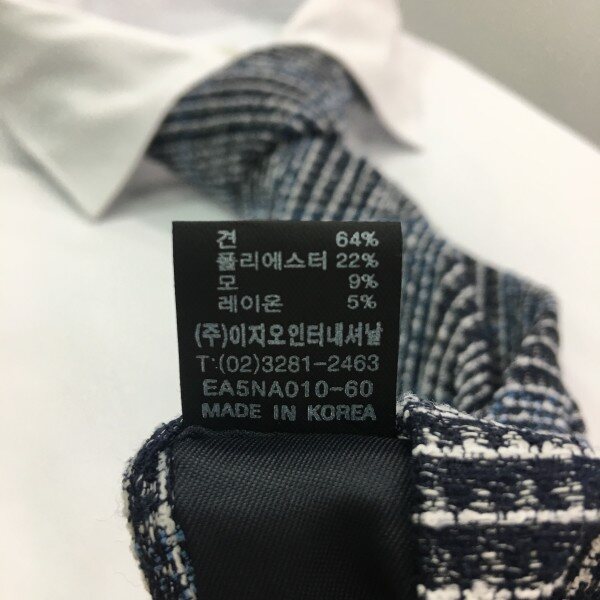 견 64%
폴리에스터 22%
모 9%
레이온 5%
(주)이지오인터내셔날
T:(02)3281-2463
EA5NA010-60
MADE IN KOREA